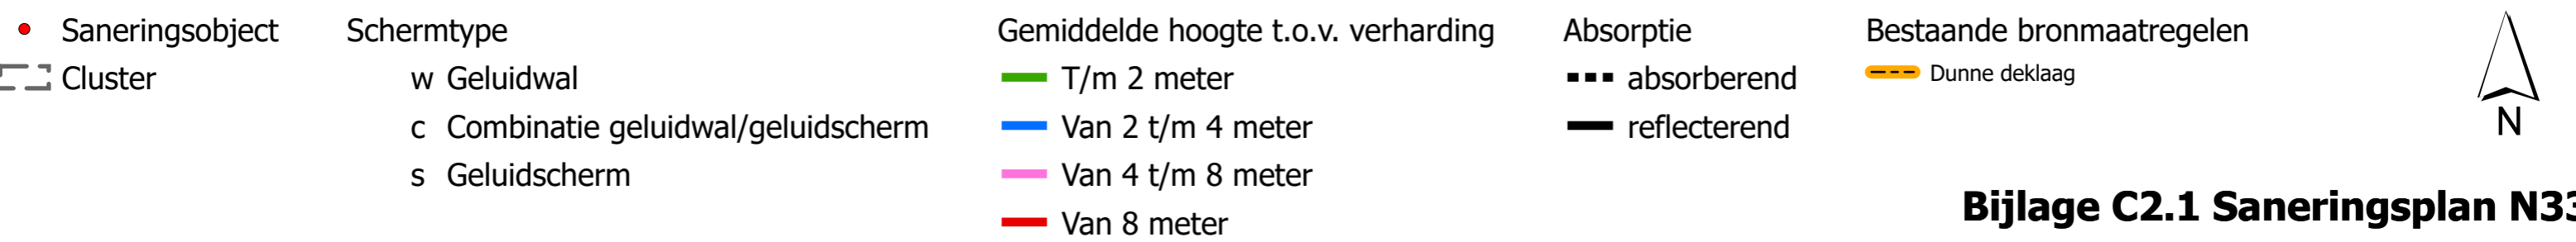 Saneringsobject
Cluster
Schermtype
w Geluidwal
c Combinatie geluidwal/geluidscherm
s Geluidscherm
Gemiddelde hoogte t.o.v. verharding
T/m 2 meter
Van 2 t/m 4 meter
Van 4 t/m 8 meter
Van 8 meter
Absorptie
absorberend
reflecterend
Bestaande bronmaatregelen
Dunne deklaag
N
Bijlage C2.1 Saneringsplan N33